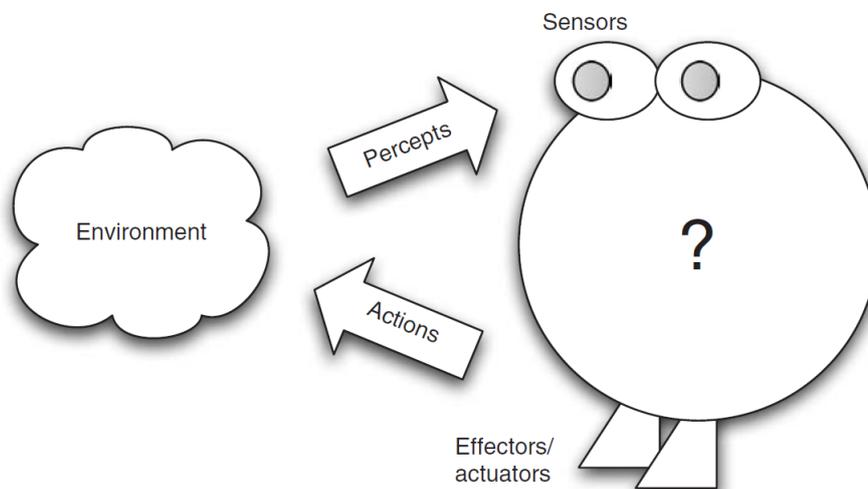 Sensors
Percepts
Environment
?
Actions
Effectors/
actuators